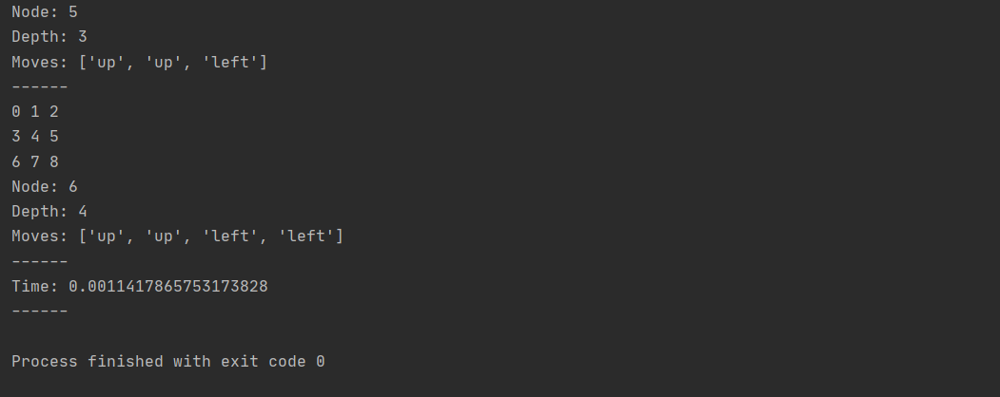 Node: 5
Depth: 3
Moves: ['up', 'up', 'left']
------
0 1 2
3 4 5
6 7 8
Node: 6
Depth: 4
Moves: ['up', 'up', 'left', 'left']
------
Time: 0.0011417865753173828
------
Process finished with exit code 0